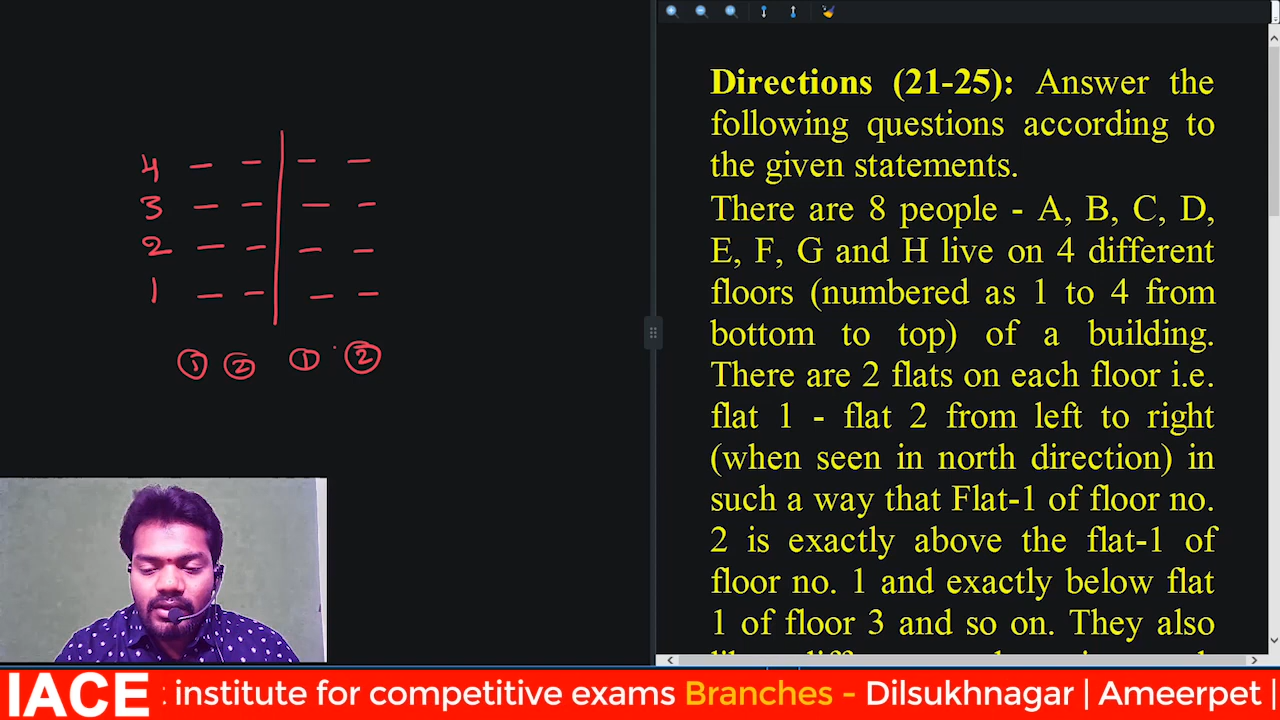 4
3
2
1
① ② ① ②
Directions (21-25): Answer the
following questions according to
the given statements.
There are 8 people - A, B, C, D,
E, F, G and H live on 4 different
floors (numbered as 1 to 4 from
bottom to top) of a building.
There are 2 flats on each floor i.e.
flat 1 - flat 2 from left to right
(when seen in north direction) in
such a way that Flat-1 of floor no.
2 is exactly above the flat-1 of
floor no. 1 and exactly below flat
1 of floor 3 and so on. They also
IACE institute for competitive exams Branches - Dilsukhnagar | Ameerpet |